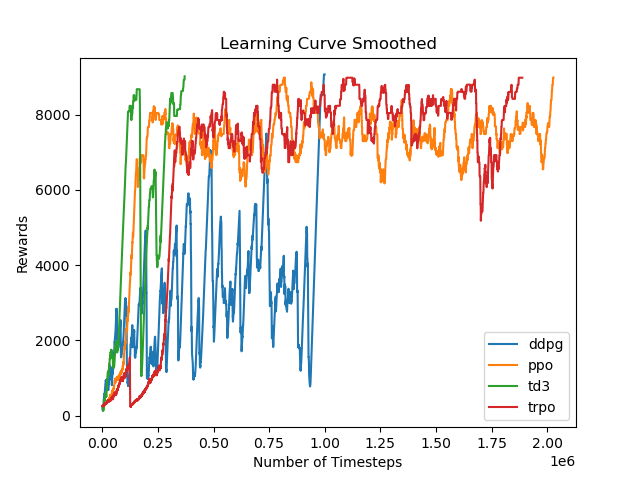 Learning Curve Smoothed
Rewards
8000
6000
4000
2000
0
0.00 0.25 0.50 0.75 1.00 1.25 1.50 1.75 2.00
1e6
Number of Timesteps
ddpg
ppo
td3
trpo